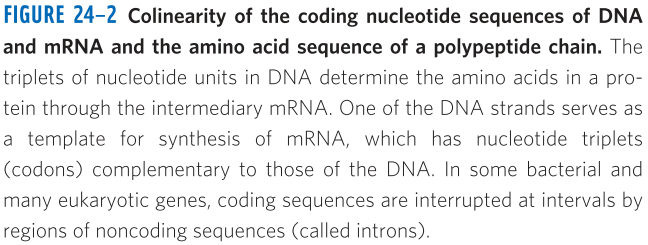 FIGURE 24–2 Colinearity of the coding nucleotide sequences of DNA
and mRNA and the amino acid sequence of a polypeptide chain. The
triplets of nucleotide units in DNA determine the amino acids in a pro-
tein through the intermediary mRNA. One of the DNA strands serves as
a template for synthesis of mRNA, which has nucleotide triplets
(codons) complementary to those of the DNA. In some bacterial and
many eukaryotic genes, coding sequences are interrupted at intervals by
regions of noncoding sequences (called introns).